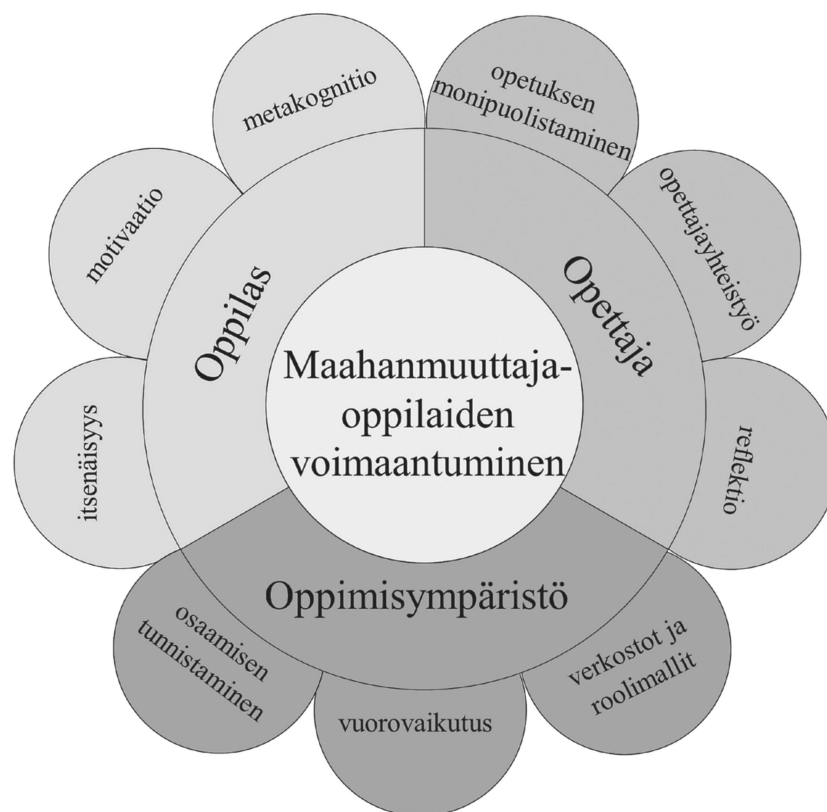 metakognitio
opetuksen
monipuolistaminen
motivaatio
opettajayhteistyö
Oppilas
Opettaja
Maahanmuuttaja-
oppilaiden
voimaantuminen
itsenäisyys
reflektio
Oppimisympäristö
osaamisen
tunnistaminen
vuorovaikutus
verkostot ja
roolimallit